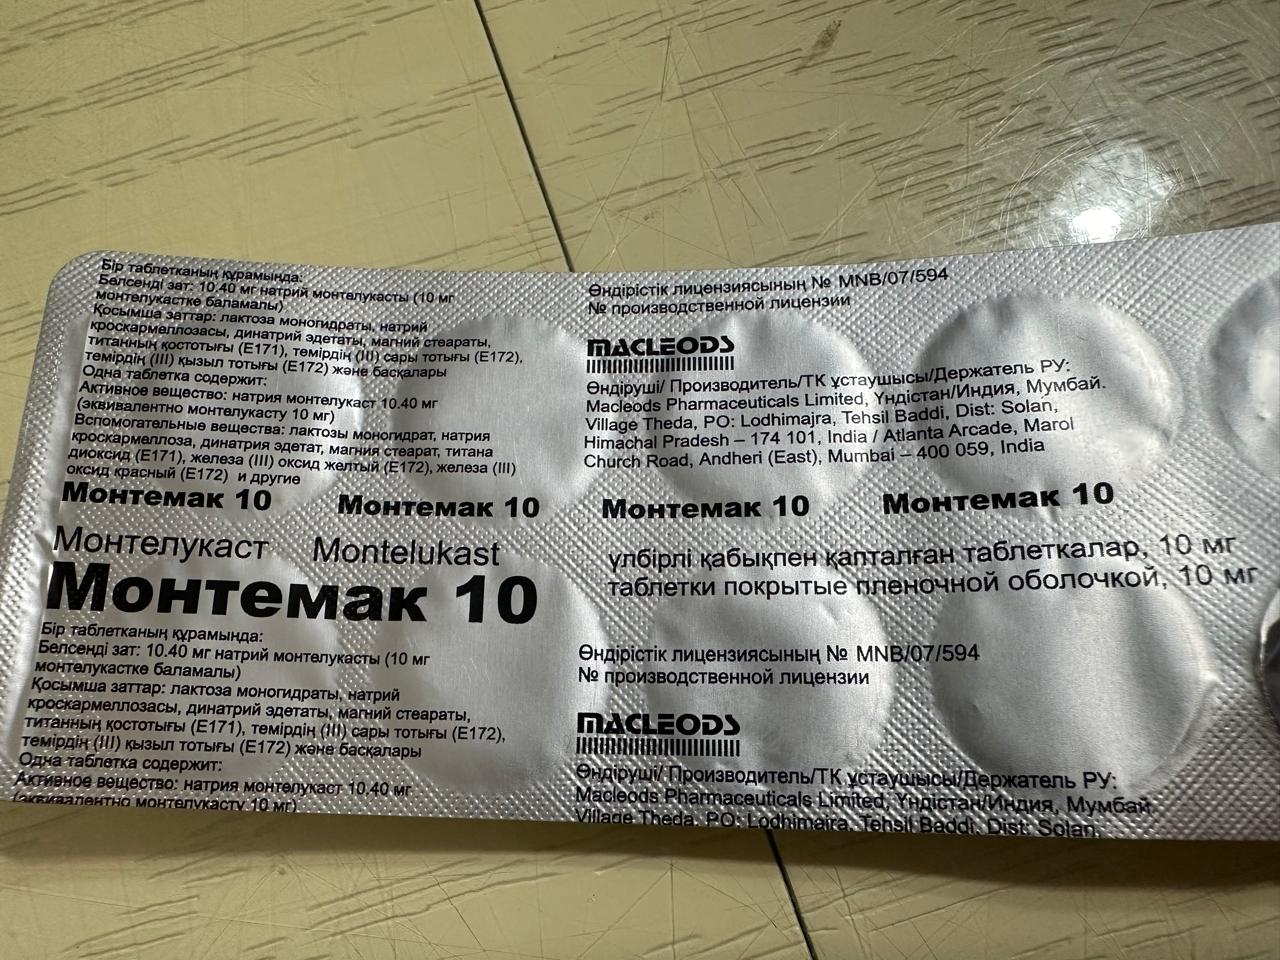 Бір таблетканың құрамында:
Белсенді зат: 10.40 мг натрий монтелукасты (10 мг
монтелукастке баламалы)
Қосымша заттар: лактоза моногидраты, натрий
кроскармеллозасы, динатрий эдетаты, магний стеараты,
титанның қостотығы (Е171), темірдің (III) сары тотығы (Е172),
темірдің (III) қызыл тотығы (Е172) және басқалары
Одна таблетка содержит:
Активное вещество: натрия монтелукаст 10.40 мг
(эквивалентно монтелукасту 10 мг)
Вспомогательные вещества: лактозы моногидрат, натрия
кроскармеллоза, динатрия эдетат, магния стеарат, титана
диоксид (Е171), железа (III) оксид желтый (Е172), железа (III)
оксид красный (Е172) и другие
Өндірістік лицензиясының № MNB/07/594
№ производственной лицензии
MACLEODS
Өндіруші/ Производитель/ТК ұстаушысы/Держатель РУ:
Macleods Pharmaceuticals Limited, Үндістан/Индия, Мумбай.
Village Theda, PO: Lodhimajra, Tehsil Baddi, Dist: Solan,
Himachal Pradesh – 174 101, India / Atlanta Arcade, Marol
Church Road, Andheri (East), Mumbai – 400 059, India
Монтемак 10 Монтемак 10 Монтемак 10 Монтемак 10
Монтелукаст Montelukast
Монтемак 10
үлбірлі қабықпен қапталған таблеткалар, 10 мг
таблетки покрытые пленочной оболочкой, 10 мг
Бір таблетканың құрамында:
Белсенді зат: 10.40 мг натрий монтелукасты (10 мг
монтелукастке баламалы)
Қосымша заттар: лактоза моногидраты, натрий
кроскармеллозасы, динатрий эдетаты, магний стеараты,
титанның қостотығы (Е171), темірдің (III) сары тотығы (Е172),
темірдің (III) қызыл тотығы (Е172) және басқалары
Одна таблетка содержит:
Активное вещество: натрия монтелукаст 10.40 мг
(эквивалентно монтелукасту 10 мг)
Өндірістік лицензиясының № MNB/07/594
№ производственной лицензии
MACLEODS
Өндіруші/ Производитель/ТК ұстаушысы/Держатель РУ:
Macleods Pharmaceuticals Limited, Үндістан/Индия, Мумбай.
Village Theda, PO: Lodhimajra, Tehsil Baddi, Dist: Solan,